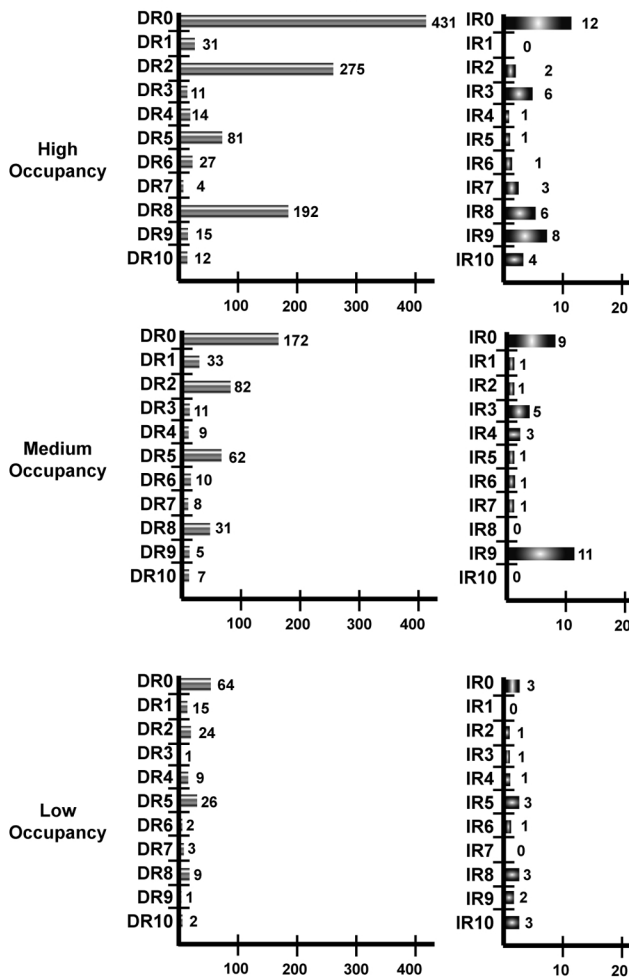 DR0 431 IR0 12
DR1 31 IR1 0
DR2 275 IR2 2
DR3 11 IR3 6
DR4 14 IR4 1
DR5 81 IR5 1
High
Occupancy
DR6 27 IR6 1
DR7 4 IR7 3
DR8 192 IR8 6
DR9 15 IR9 8
DR10 12 IR10 4
100 200 300 400 10 20
DR0 172 IR0 9
DR1 33 IR1 1
DR2 82 IR2 1
DR3 11 IR3 5
DR4 9 IR4 3
Medium
Occupancy
DR5 62 IR5 1
DR6 10 IR6 1
DR7 8 IR7 1
DR8 31 IR8 0
DR9 5 IR9 11
DR10 7 IR10 0
100 200 300 400 10 20
DR0 64 IR0 3
DR1 15 IR1 0
DR2 24 IR2 1
DR3 1 IR3 1
DR4 9 IR4 1
DR5 26 IR5 3
Low
Occupancy
DR6 2 IR6 1
DR7 3 IR7 0
DR8 9 IR8 3
DR9 1 IR9 2
DR10 2 IR10 3
100 200 300 400 10 20